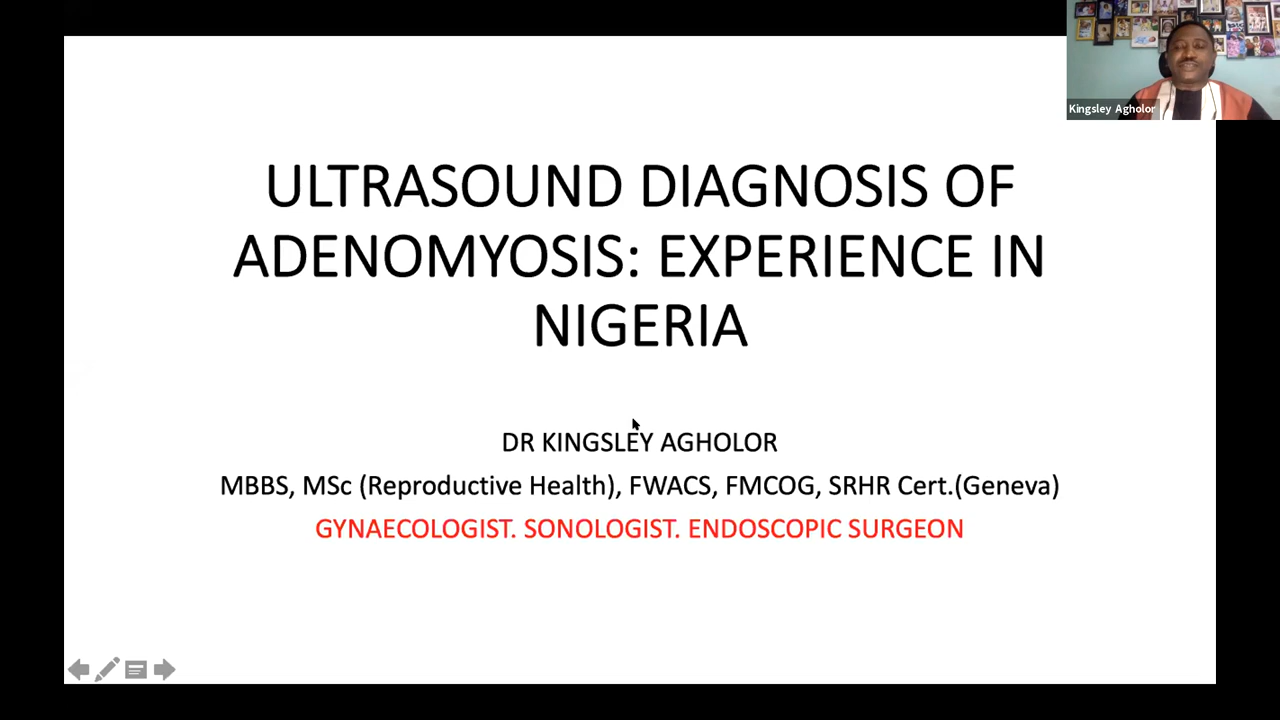 Kingsley Agholor
ULTRASOUND DIAGNOSIS OF
ADENOMYOSIS: EXPERIENCE IN
NIGERIA
DR KINGSLEY AGHOLOR
MBBS, MSc (Reproductive Health), FWACS, FMCOG, SRHR Cert.(Geneva)
GYNAECOLOGIST. SONOLOGIST. ENDOSCOPIC SURGEON